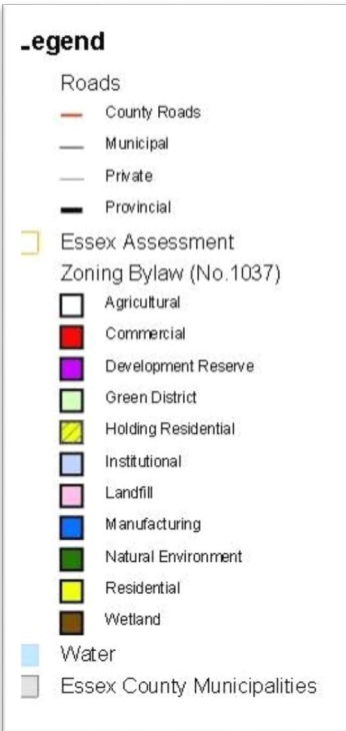 Legend
Roads
County Roads
Municipal
Private
Provincial
Essex Assessment
Zoning Bylaw (No.1037)
Agricultural
Commercial
Development Reserve
Green District
Holding Residential
Institutional
Landfill
Manufacturing
Natural Environment
Residential
Wetland
Water
Essex County Municipalities